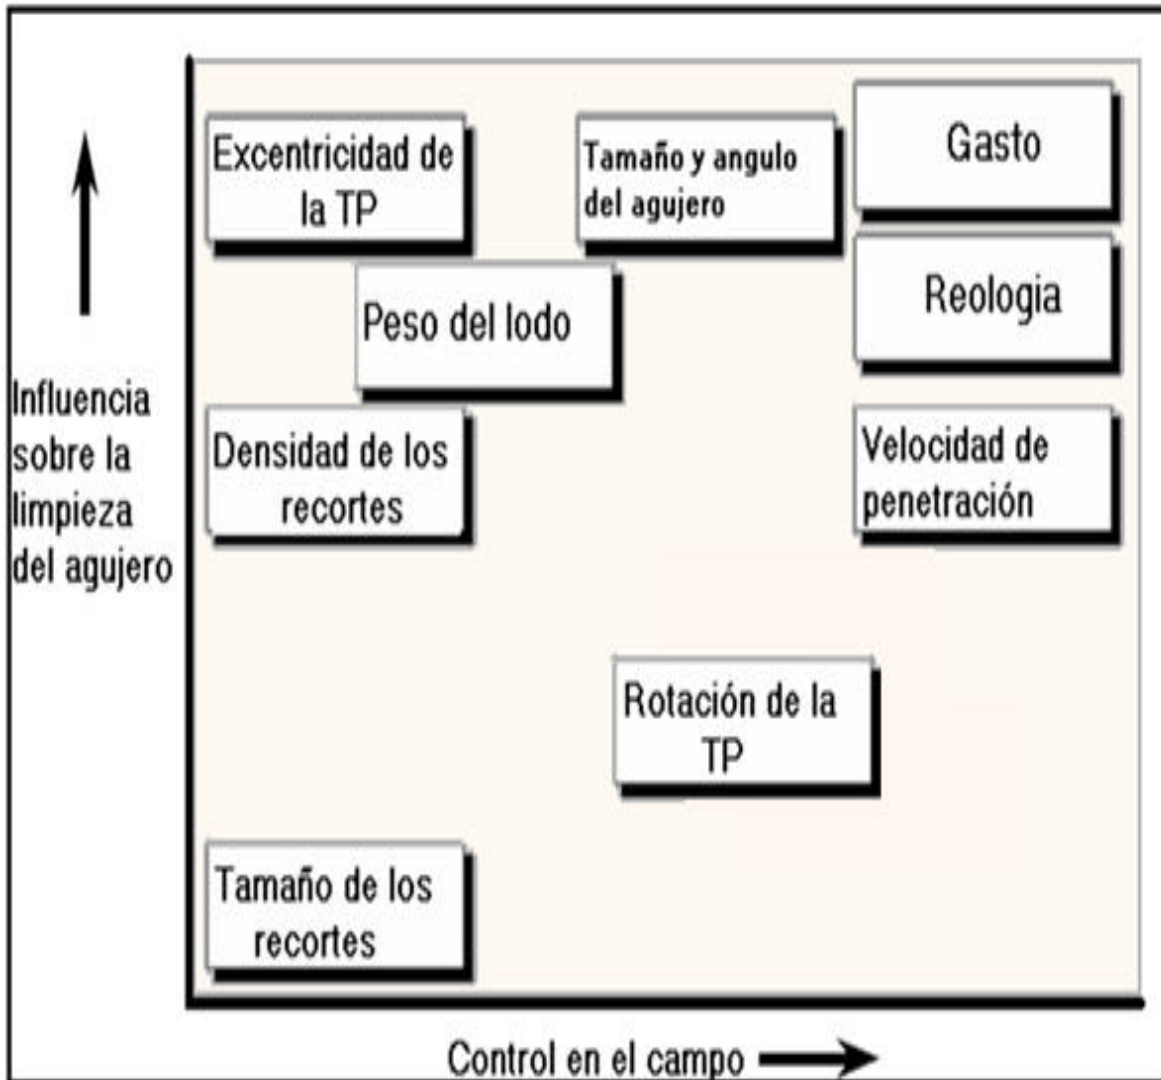 Excentricidad de
la TP
Tamaño y angulo
del agujero
Gasto
Peso del lodo
Reologia
Influencia
sobre la
limpieza
del agujero
Densidad de los
recortes
Velocidad de
penetración
Rotación de la
TP
Tamaño de los
recortes
Control en el campo